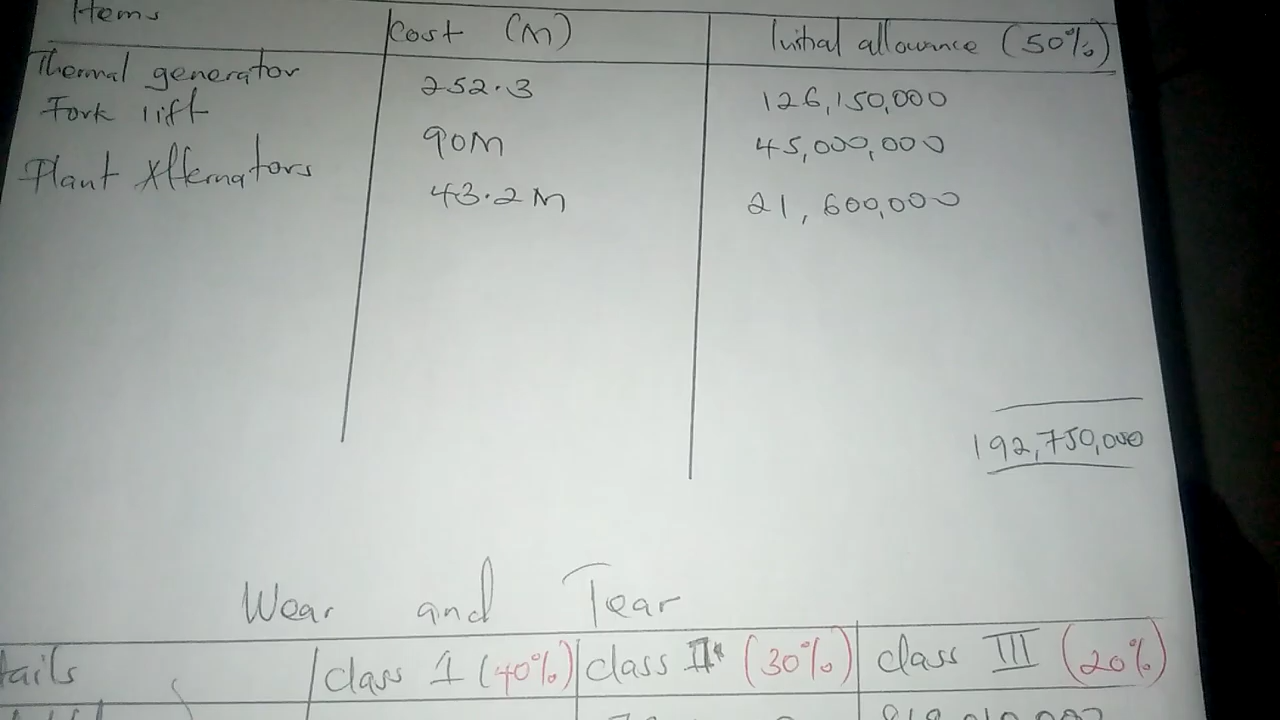 Items Cost (M) Initial allowance (50%)
Thermal generator 252.3 126,150,000
Fork lift 90M 45,000,000
Plant Alternators 43.2M 21,600,000
192,750,000
Wear and Tear
tails Class 1 (40%) class II (30%) class III (20%)